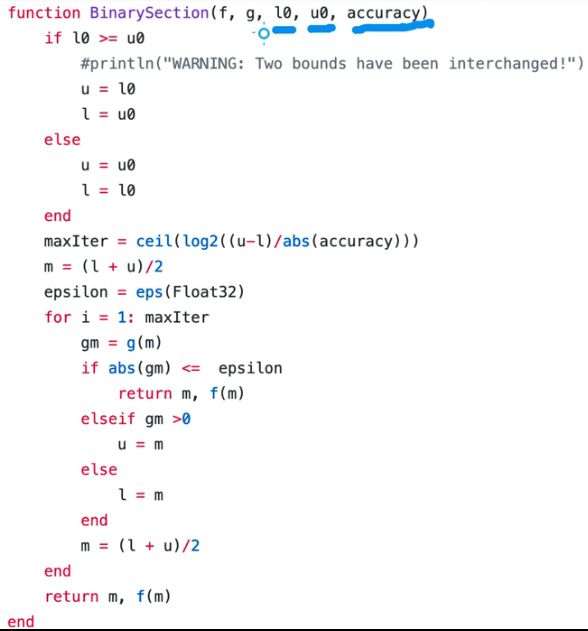 function BinarySection(f, g, l0, u0, accuracy)
    if l0 >= u0
        #println("WARNING: Two bounds have been interchanged!")
        u = l0
        l = u0
    else
        u = u0
        l = l0
    end
    maxIter = ceil(log2((u-l)/abs(accuracy)))
    m = (l + u)/2
    epsilon = eps(Float32)
    for i = 1: maxIter
        gm = g(m)
        if abs(gm) <=  epsilon
            return m, f(m)
        elseif gm >0
            u = m
        else
            l = m
        end
        m = (l + u)/2
    end
    return m, f(m)
end